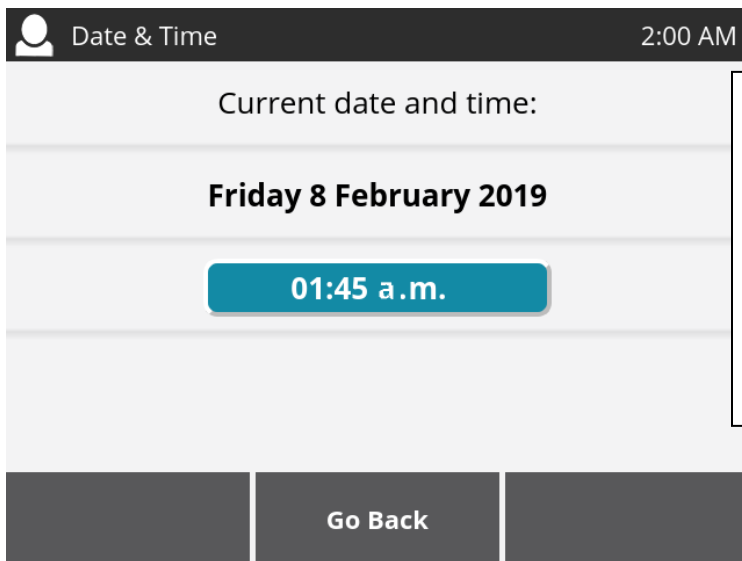 Date & Time 2:00 AM
Current date and time:
Friday 8 February 2019
01:45 a.m.
Go Back